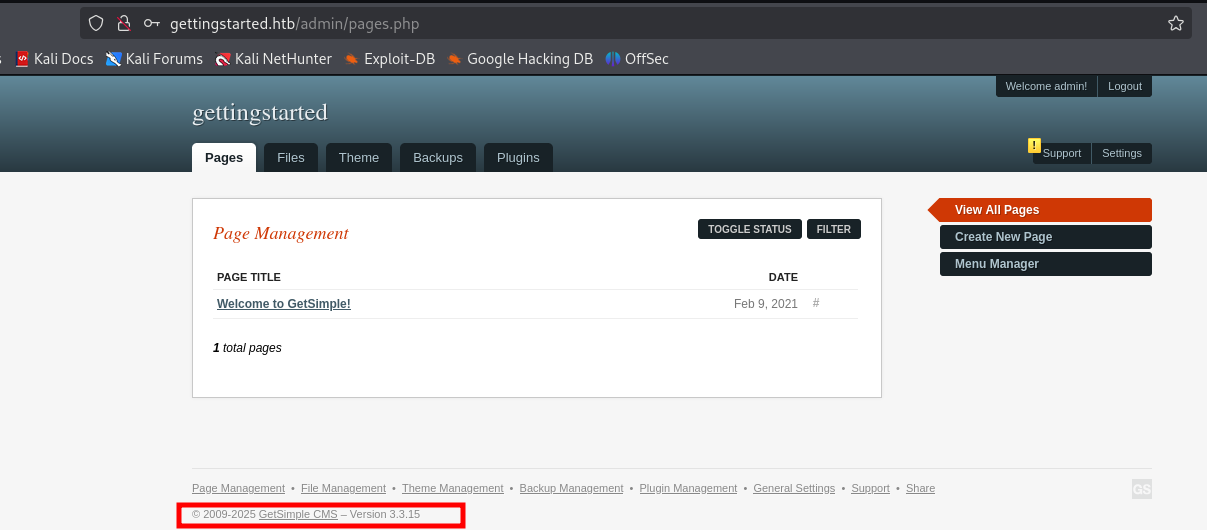 gettingstarted.htb/admin/pages.php
Kali Docs Kali Forums Kali NetHunter Exploit-DB Google Hacking DB OffSec
Welcome admin! Logout
gettingstarted
Pages Files Theme Backups Plugins
! Support Settings
Page Management TOGGLE STATUS FILTER
PAGE TITLE DATE
Welcome to GetSimple! Feb 9, 2021 #
1 total pages
View All Pages
Create New Page
Menu Manager
Page Management • File Management • Theme Management • Backup Management • Plugin Management • General Settings • Support • Share
GS
© 2009-2025 GetSimple CMS – Version 3.3.15